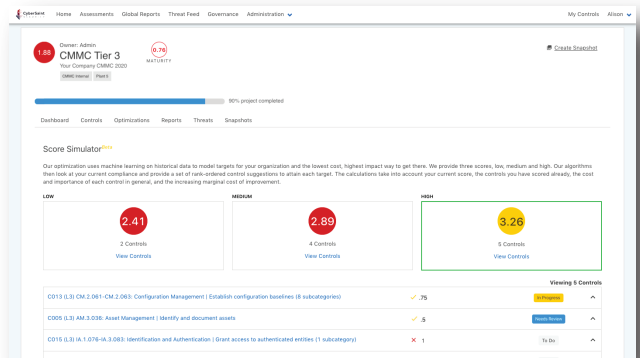 CyberSaint
Home Assessments Global Reports Threat Feed Governance Administration My Controls Alison
1.88
Owner: Admin
CMMC Tier 3
Your Company CMMC 2020
CMMC Internal
0.76
MATURITY
Create Snapshot
90% project completed
Dashboard Controls Optimizations Reports Threats Snapshots
Score Simulator Beta
Our optimization uses machine learning on historical data to model targets for your organization and the lowest cost, highest impact way to get there. We provide three scores, low, medium and high. Our algorithms
then look at your current compliance and provide a set of rank-ordered control suggestions to attain each target. The calculations take into account your current score, the controls you have scored already, the cost
and importance of each control in general, and the increasing marginal cost of improvement.
LOW MEDIUM HIGH
2.41 2.89 3.26
2 Controls 4 Controls 5 Controls
View Controls View Controls View Controls
Viewing 5 Controls
C013 (L3) CM.2.061-CM.2.063: Configuration Management | Establish configuration baselines (8 subcategories) .75 In Progress
C005 (L3) AM.3.036: Asset Management | Identify and document assets .5 Needs Review
C015 (L3) IA.1.076-IA.3.083: Identification and Authentication | Grant access to authenticated entities (1 subcategory) 1 To Do